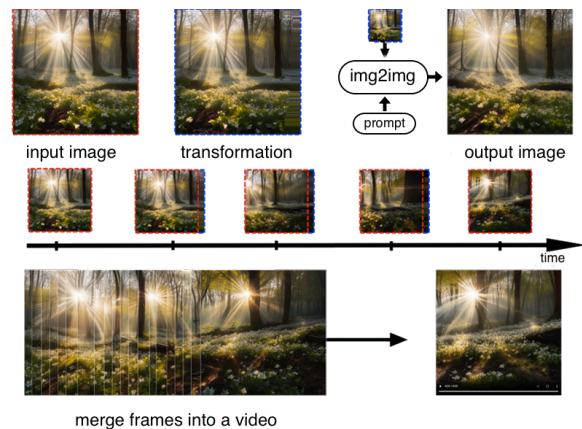 img2img
prompt
input image
transformation
output image
time
merge frames into a video